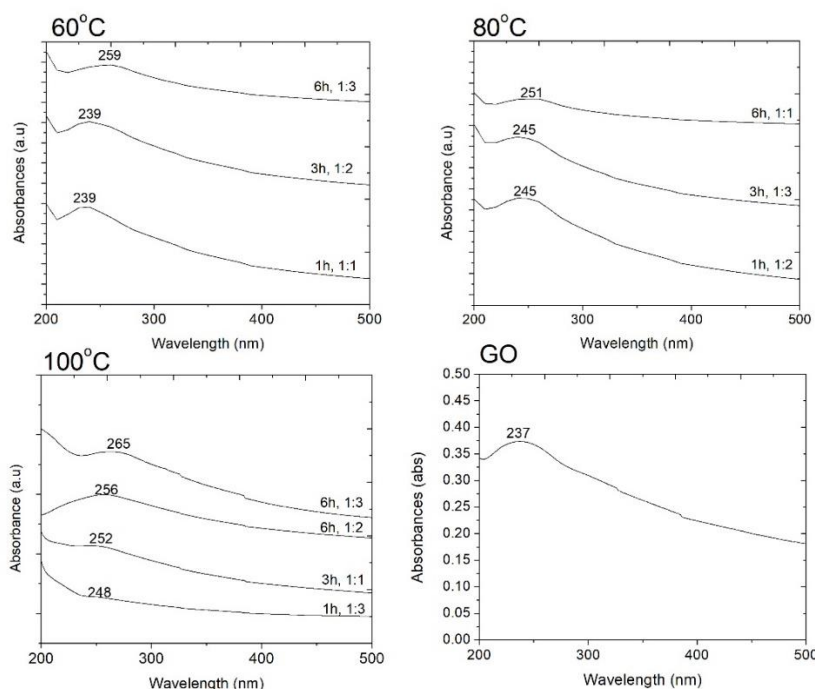 60°C
259
6h, 1:3
239
3h, 1:2
239
1h, 1:1
Absorbances (a.u)
200 300 400 500
Wavelength (nm)
80°C
251
6h, 1:1
245
3h, 1:3
245
1h, 1:2
Absorbances (a.u)
200 300 400 500
Wavelength (nm)
100°C
265
6h, 1:3
256
6h, 1:2
252
3h, 1:1
248
1h, 1:3
Absorbance (a.u)
200 300 400 500
Wavelength (nm)
GO
0.50
0.45
0.40
237
0.35
0.30
0.25
0.20
0.15
0.10
0.05
0.00
Absorbances (abs)
200 300 400 500
Wavelength (nm)